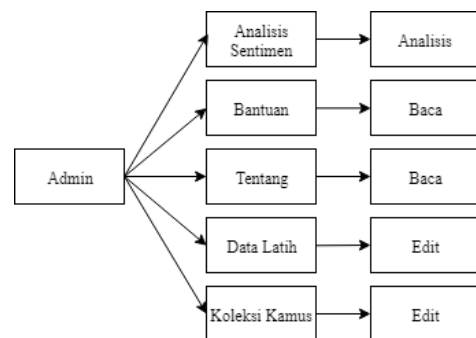 Analisis
Sentimen
Analisis
Bantuan
Baca
Admin
Tentang
Baca
Data Latih
Edit
Koleksi Kamus
Edit